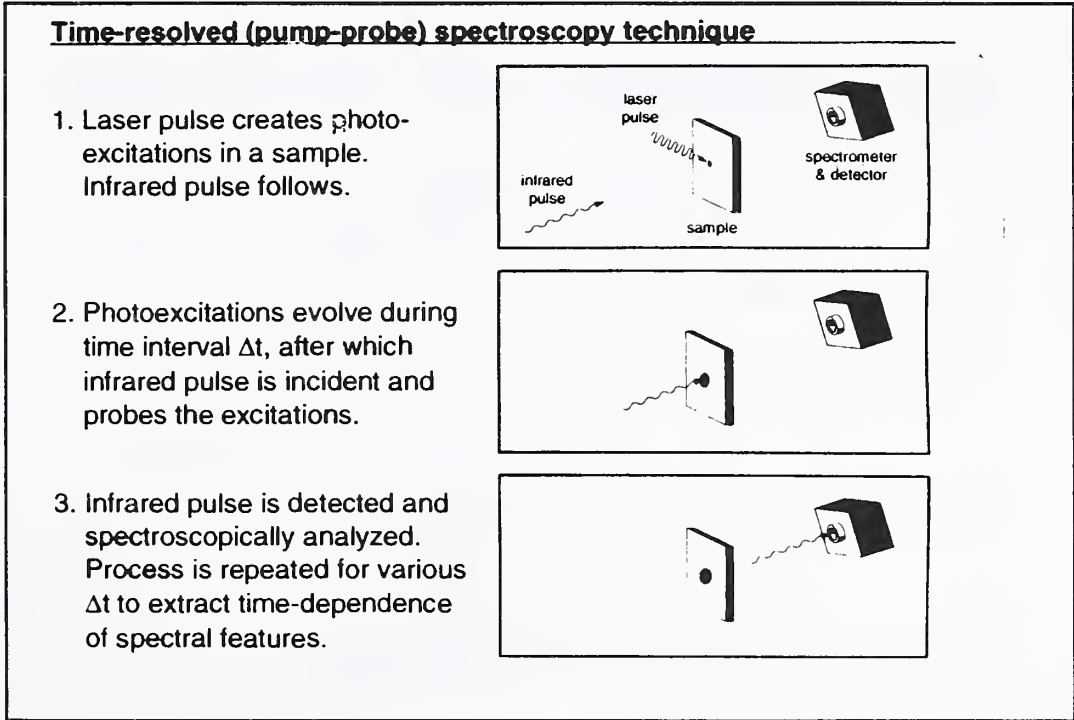 Time-resolved (pump-probe) spectroscopy technique
1. Laser pulse creates photo-
excitations in a sample.
Infrared pulse follows.
laser
pulse
infrared
pulse
sample
spectrometer
& detector
2. Photoexcitations evolve during
time interval Δt, after which
infrared pulse is incident and
probes the excitations.
3. Infrared pulse is detected and
spectroscopically analyzed.
Process is repeated for various
Δt to extract time-dependence
of spectral features.